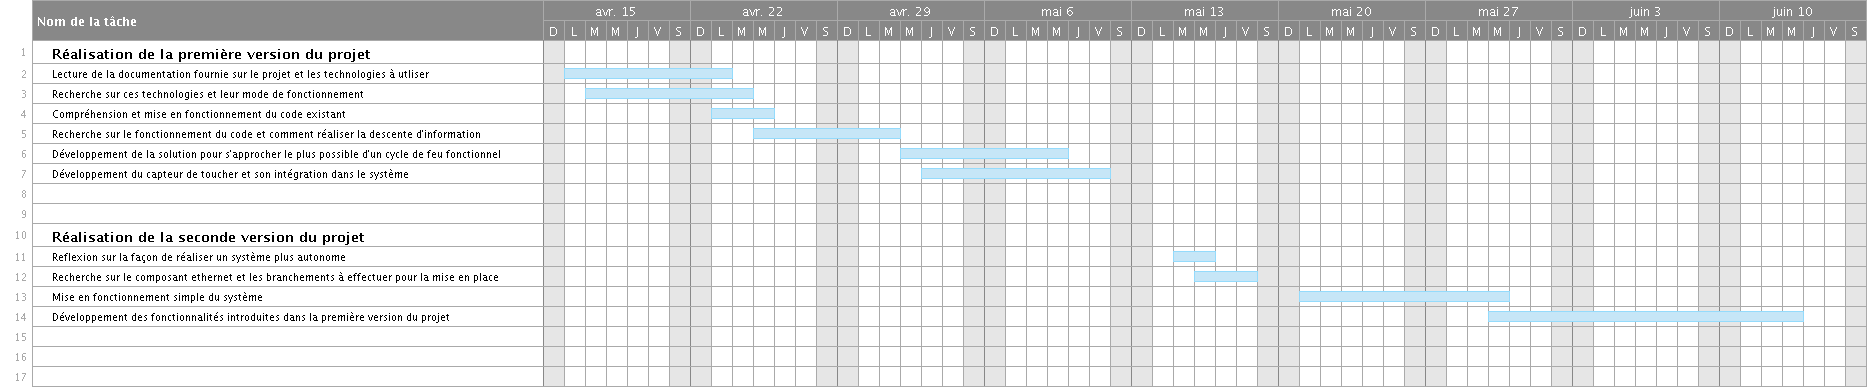 Nom de la tâche
avr. 15 avr. 22 avr. 29 mai 6 mai 13 mai 20 mai 27 juin 3 juin 10
D L M M J V S D L M M J V S D L M M J V S D L M M J V S D L M M J V S D L M M J V S D L M M J V S D L M M J V S D L M M J V S
1 Réalisation de la première version du projet
2 Lecture de la documentation fournie sur le projet et les technologies à utliser
3 Recherche sur ces technologies et leur mode de fonctionnement
4 Compréhension et mise en fonctionnement du code existant
5 Recherche sur le fonctionnement du code et comment réaliser la descente d'information
6 Développement de la solution pour s'approcher le plus possible d'un cycle de feu fonctionnel
7 Développement du capteur de toucher et son intégration dans le système
8
9
10 Réalisation de la seconde version du projet
11 Reflexion sur la façon de réaliser un système plus autonome
12 Recherche sur le composant ethernet et les branchements à effectuer pour la mise en place
13 Mise en fonctionnement simple du système
14 Développement des fonctionnalités introduites dans la première version du projet
15
16
17